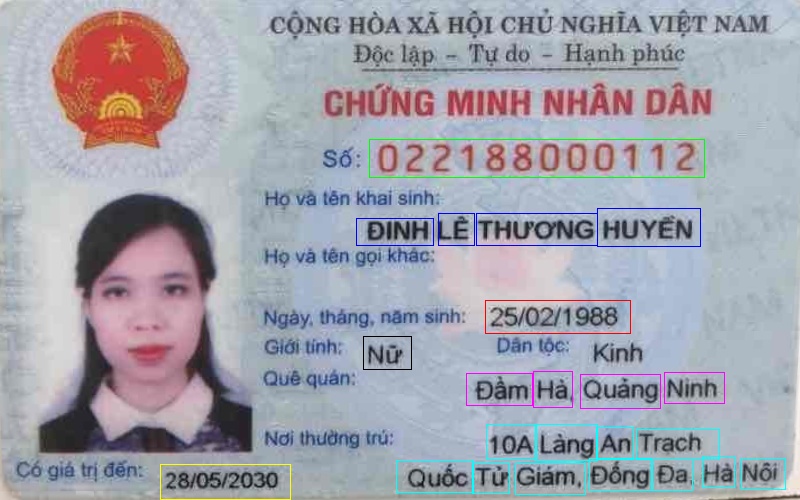 CỘNG HÒA XÃ HỘI CHỦ NGHĨA VIỆT NAM
Độc lập - Tự do - Hạnh phúc
CHỨNG MINH NHÂN DÂN
Số: 022188000112
Họ và tên khai sinh:
ĐINH LÊ THƯƠNG HUYỀN
Họ và tên gọi khác:
Ngày, tháng, năm sinh: 25/02/1988
Giới tính: Nữ Dân tộc: Kinh
Quê quán:
Đầm Hà, Quảng Ninh
Nơi thường trú: 10A Làng An Trạch
Có giá trị đến: 28/05/2030 Quốc Tử Giám, Đống Đa, Hà Nội